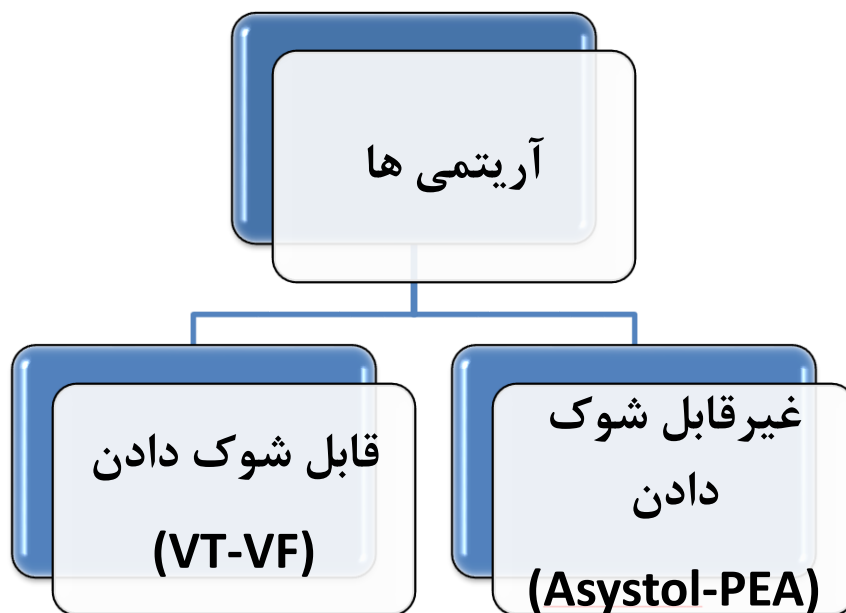 آریتمی ها
غیرقابل شوک
دادن
(Asystol-PEA)
قابل شوک دادن
(VT-VF)